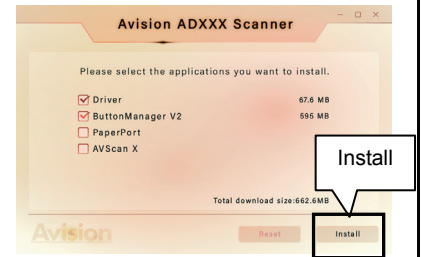 Avision ADXXX Scanner
Please select the applications you want to install.
Driver 67.6 MB
ButtonManager V2 595 MB
PaperPort
AVScan X
Install
Total download size:662.6MB
Avision
Reset Install